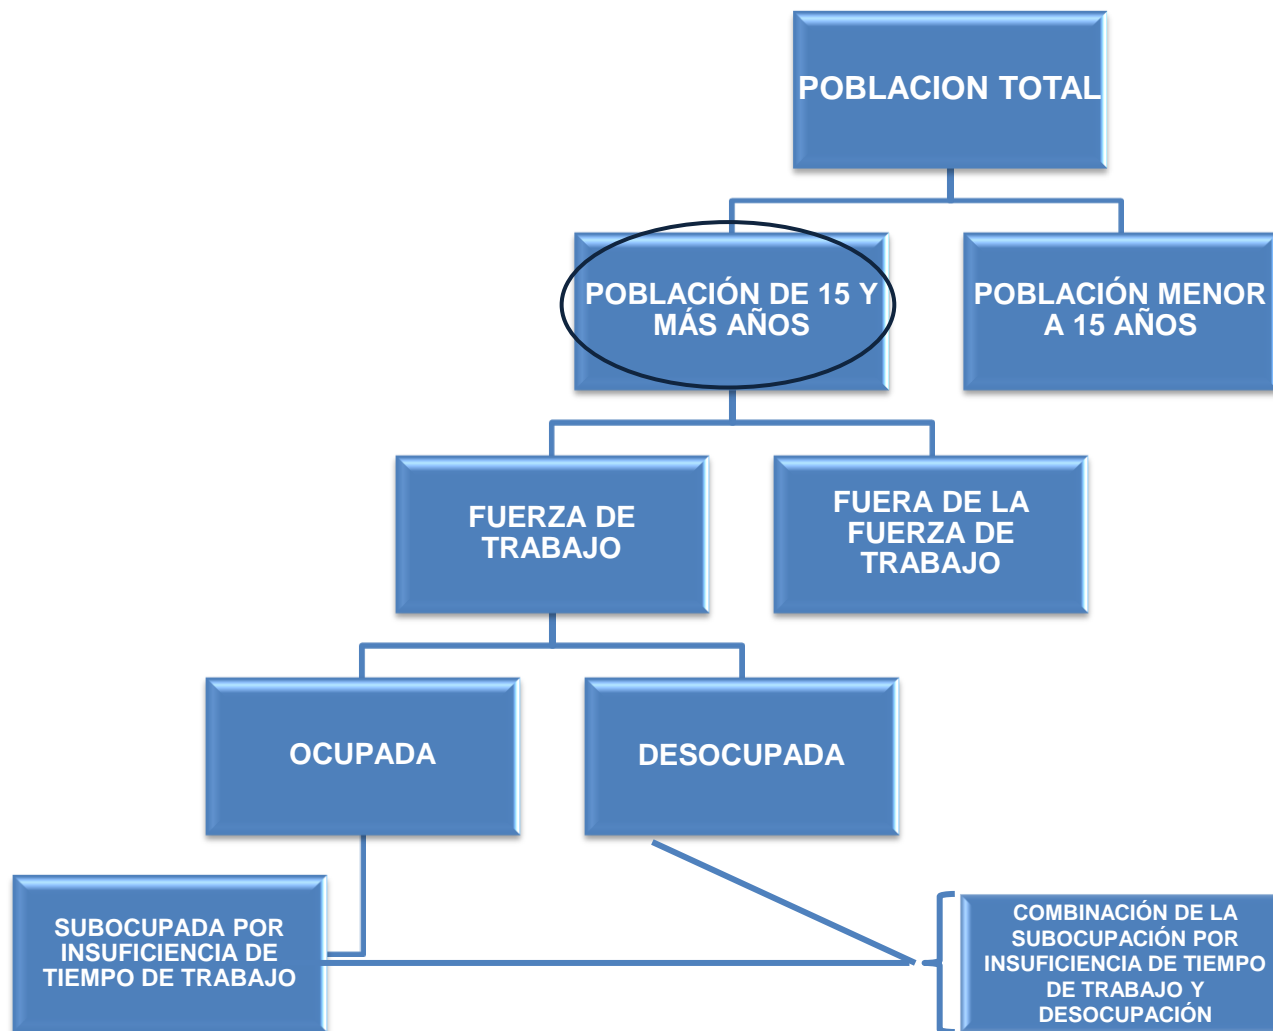 POBLACION TOTAL
POBLACIÓN DE 15 Y
MÁS AÑOS
POBLACIÓN MENOR
A 15 AÑOS
FUERZA DE
TRABAJO
FUERA DE LA
FUERZA DE
TRABAJO
OCUPADA
DESOCUPADA
SUBOCUPADA POR
INSUFICIENCIA DE
TIEMPO DE TRABAJO
COMBINACIÓN DE LA
SUBOCUPACIÓN POR
INSUFICIENCIA DE TIEMPO
DE TRABAJO Y
DESOCUPACIÓN